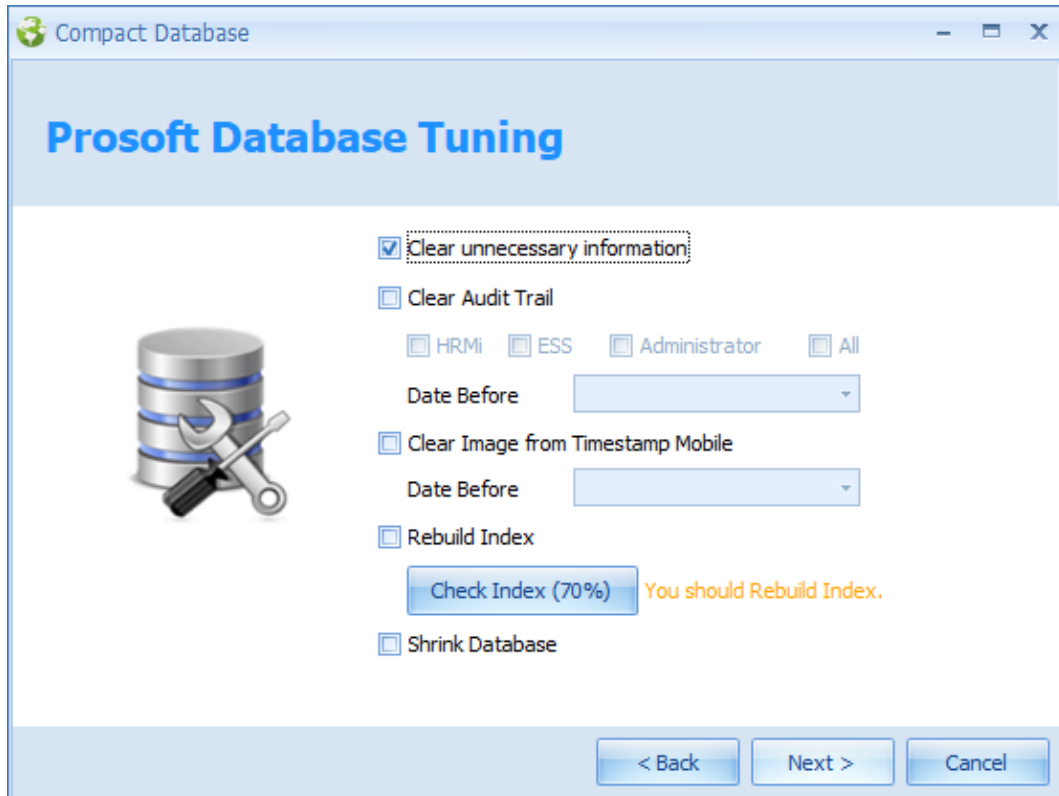 Compact Database
Prosoft Database Tuning
Clear unnecessary information
Clear Audit Trail
HRMi ESS Administrator All
Date Before
Clear Image from Timestamp Mobile
Date Before
Rebuild Index
Check Index (70%) You should Rebuild Index.
Shrink Database
< Back Next > Cancel